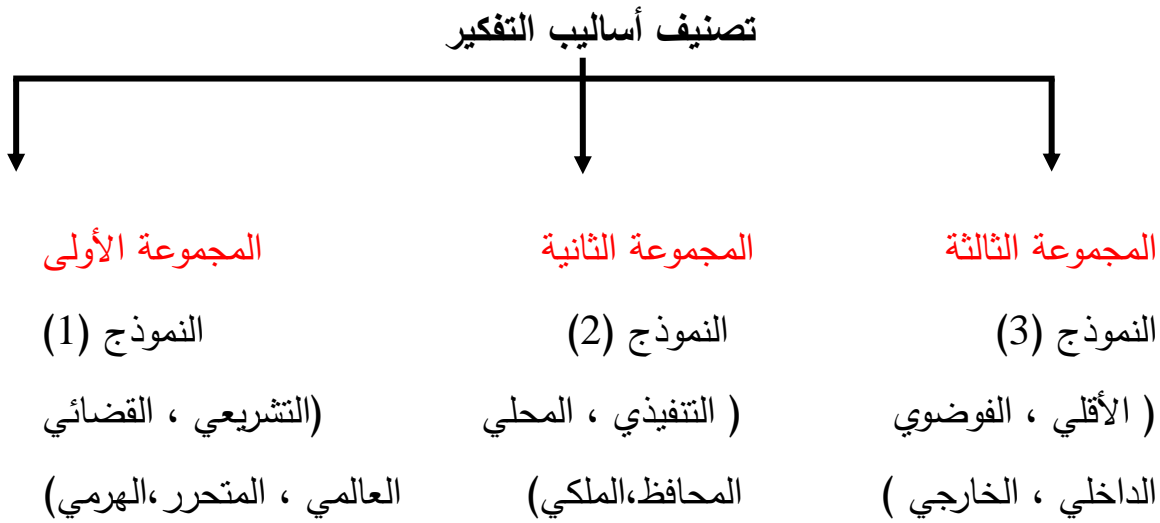 تصنيف أساليب التفكير
المجموعة الثالثة
النموذج (3)
( الأقلي ، الفوضوي
الداخلي ، الخارجي )
المجموعة الثانية
النموذج (2)
( التنفيذي ، المحلي
المحافظ،الملكي)
المجموعة الأولى
النموذج (1)
(التشريعي ، القضائي
العالمي ، المتحرر ،الهرمي)